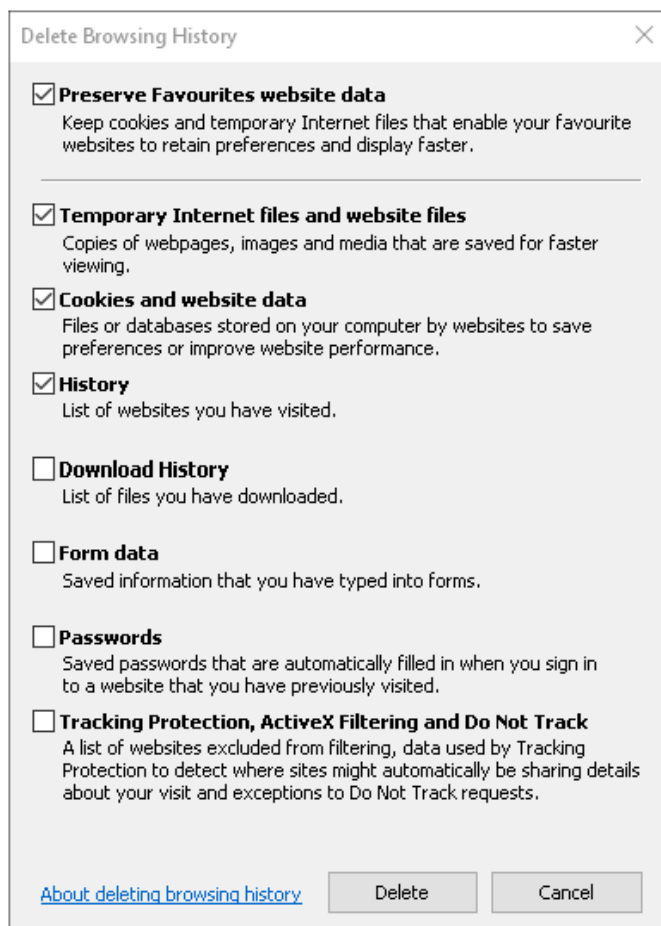 Delete Browsing History
Preserve Favourites website data
Keep cookies and temporary Internet files that enable your favourite
websites to retain preferences and display faster.
Temporary Internet files and website files
Copies of webpages, images and media that are saved for faster
viewing.
Cookies and website data
Files or databases stored on your computer by websites to save
preferences or improve website performance.
History
List of websites you have visited.
Download History
List of files you have downloaded.
Form data
Saved information that you have typed into forms.
Passwords
Saved passwords that are automatically filled in when you sign in
to a website that you have previously visited.
Tracking Protection, ActiveX Filtering and Do Not Track
A list of websites excluded from filtering, data used by Tracking
Protection to detect where sites might automatically be sharing details
about your visit and exceptions to Do Not Track requests.
About deleting browsing history
Delete
Cancel